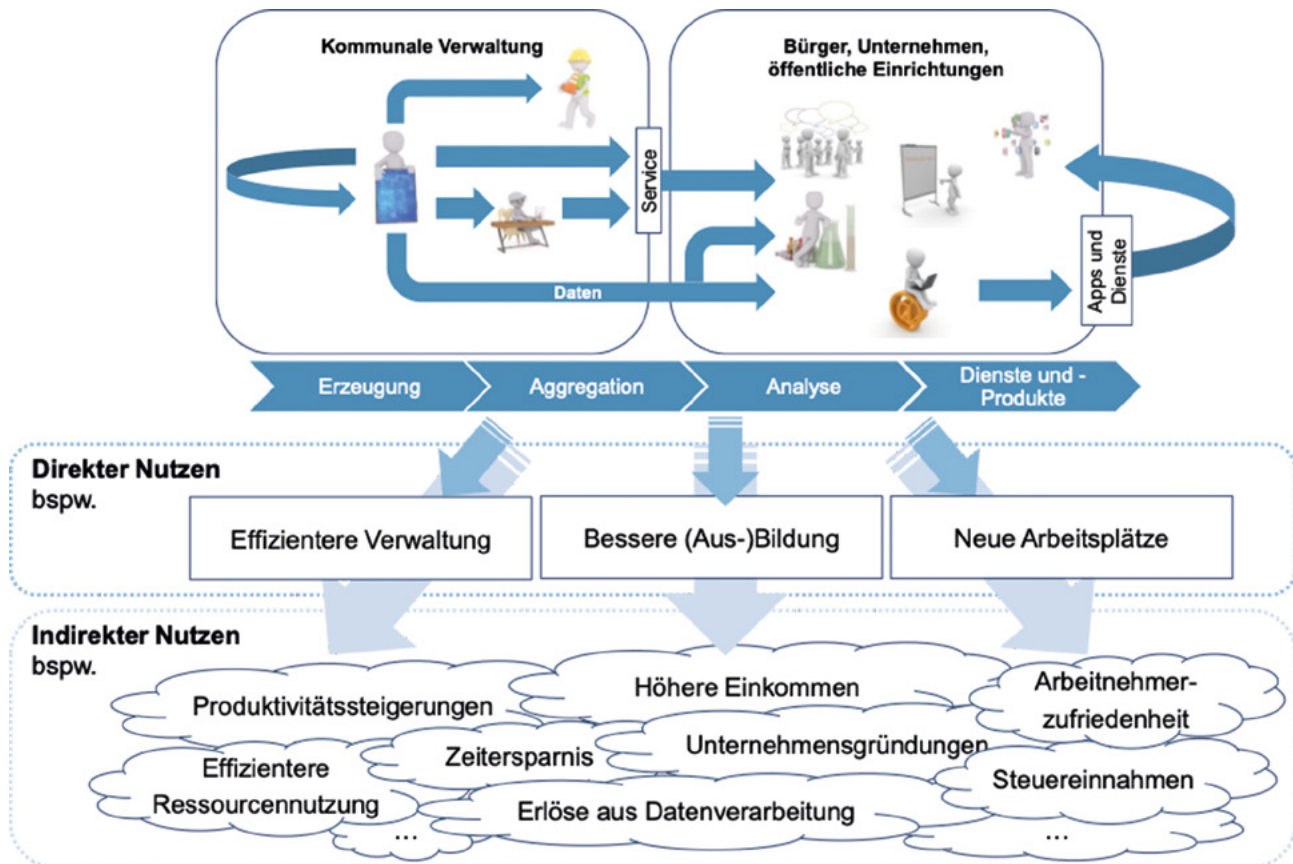 Kommunale Verwaltung
Bürger, Unternehmen,
öffentliche Einrichtungen
Service
Daten
Apps und
Dienste
Erzeugung
Aggregation
Analyse
Dienste und -
Produkte
Direkter Nutzen
bspw.
Effizientere Verwaltung
Bessere (Aus-)Bildung
Neue Arbeitsplätze
Indirekter Nutzen
bspw.
Produktivitätssteigerungen
Höhere Einkommen
Arbeitnehmer-
zufriedenheit
Effizientere
Ressourcennutzung
Zeitersparnis
Unternehmensgründungen
Steuereinnahmen
Erlöse aus Datenverarbeitung
...
...